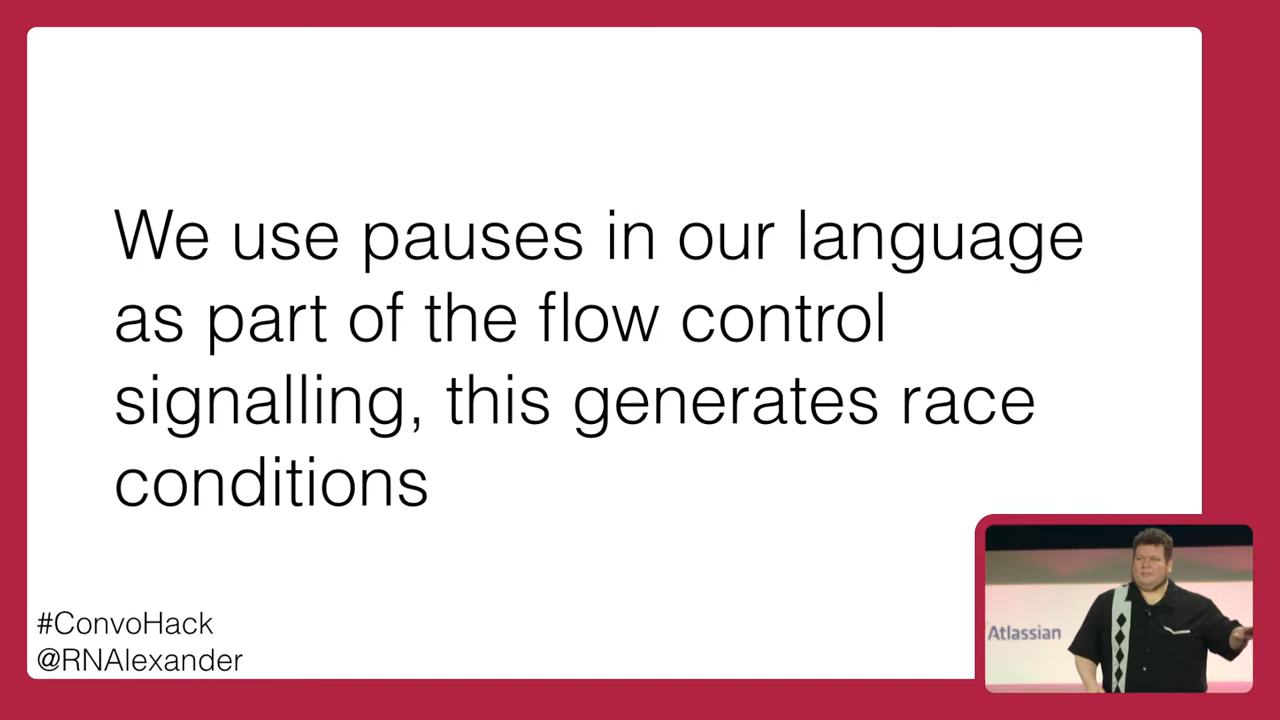 We use pauses in our language
as part of the flow control
signalling, this generates race
conditions
#ConvoHack
@RNAlexander
Atlassian